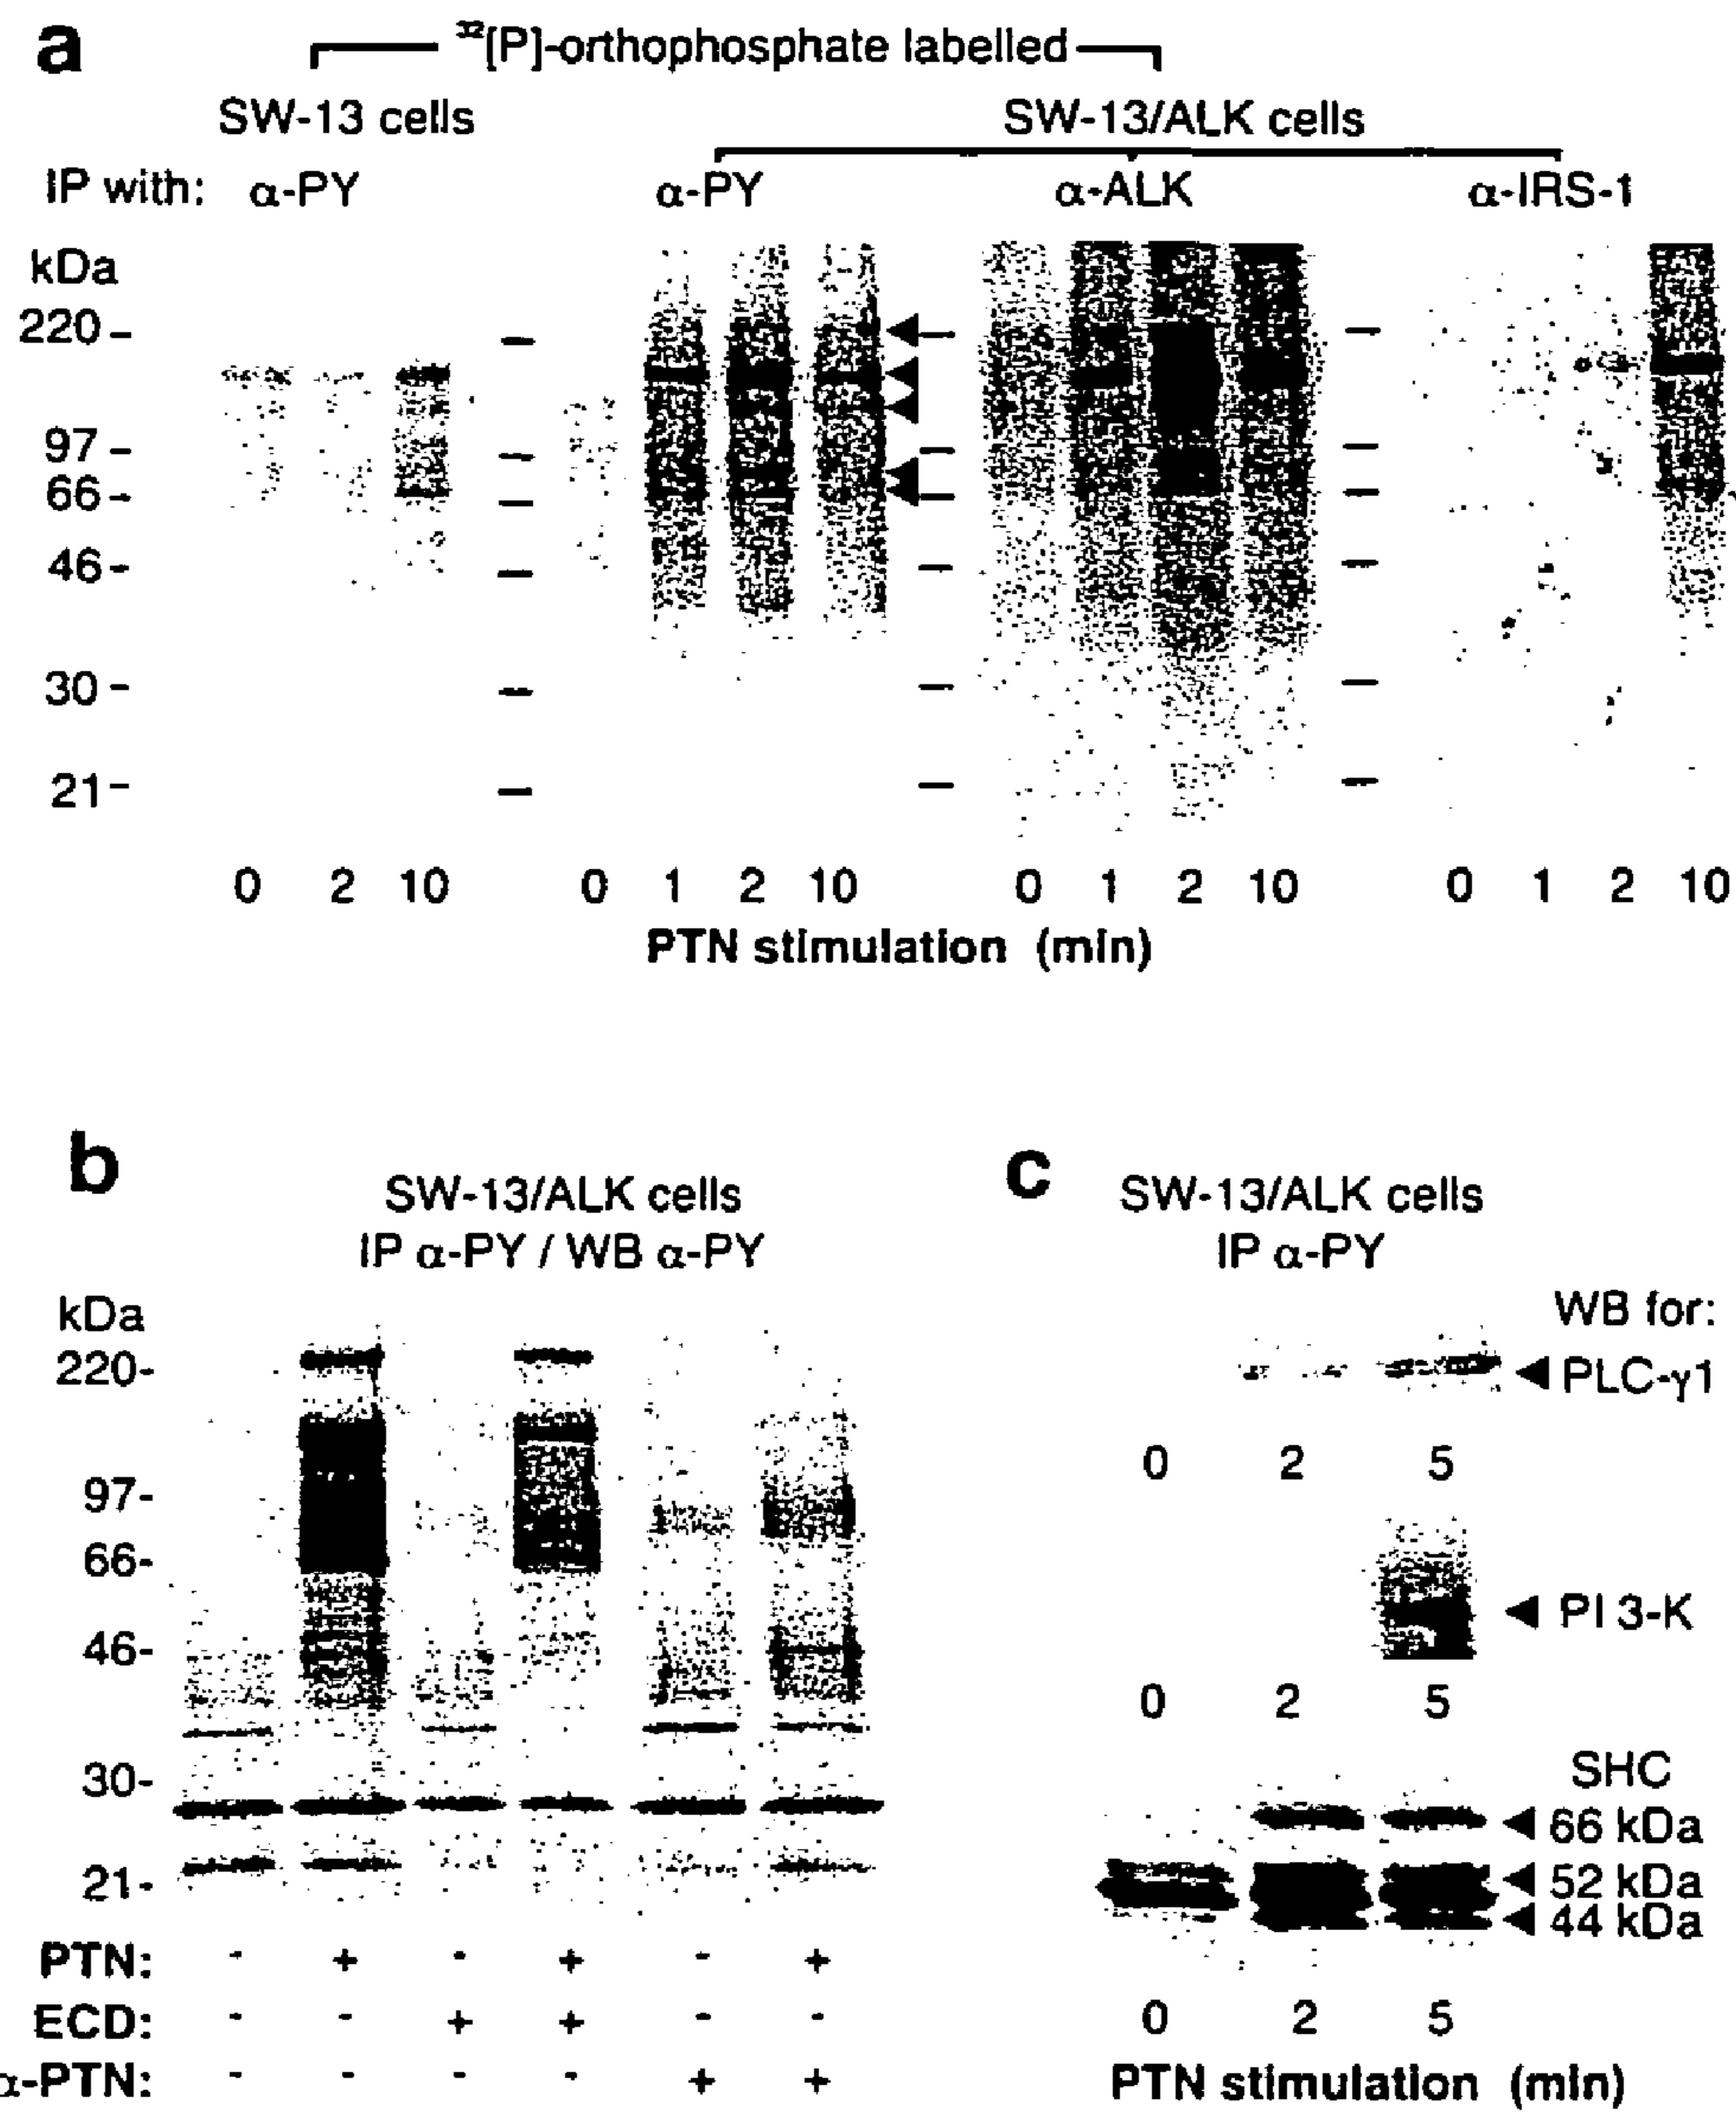 a
³²[P]-orthophosphate labelled
SW-13 cells SW-13/ALK cells
IP with: α-PY α-PY α-ALK α-IRS-1
kDa
220
97
66
46
30
21
0 2 10 0 1 2 10 0 1 2 10 0 1 2 10
PTN stimulation (min)
b
SW-13/ALK cells
IP α-PY / WB α-PY
kDa
220-
97-
66-
46-
30-
21-
PTN: - + - + - +
ECD: - - + + - -
α-PTN: - - - - + +
c
SW-13/ALK cells
IP α-PY
WB for:
PLC-γ1
0 2 5
PI 3-K
0 2 5
SHC
66 kDa
52 kDa
44 kDa
0 2 5
PTN stimulation (min)